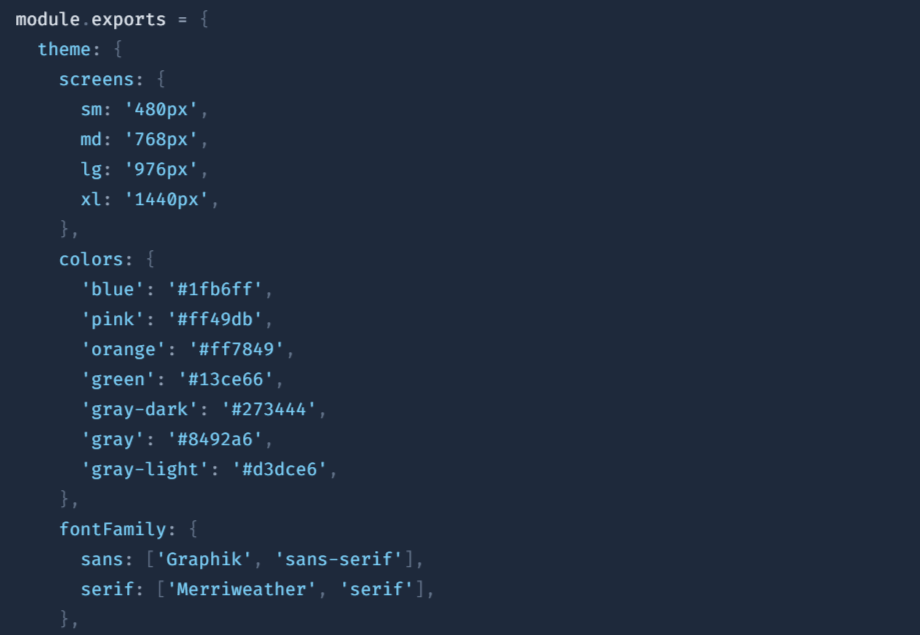 module.exports = {
  theme: {
    screens: {
      sm: '480px',
      md: '768px',
      lg: '976px',
      xl: '1440px',
    },
    colors: {
      'blue': '#1fb6ff',
      'pink': '#ff49db',
      'orange': '#ff7849',
      'green': '#13ce66',
      'gray-dark': '#273444',
      'gray': '#8492a6',
      'gray-light': '#d3dce6',
    },
    fontFamily: {
      sans: ['Graphik', 'sans-serif'],
      serif: ['Merriweather', 'serif'],
    },